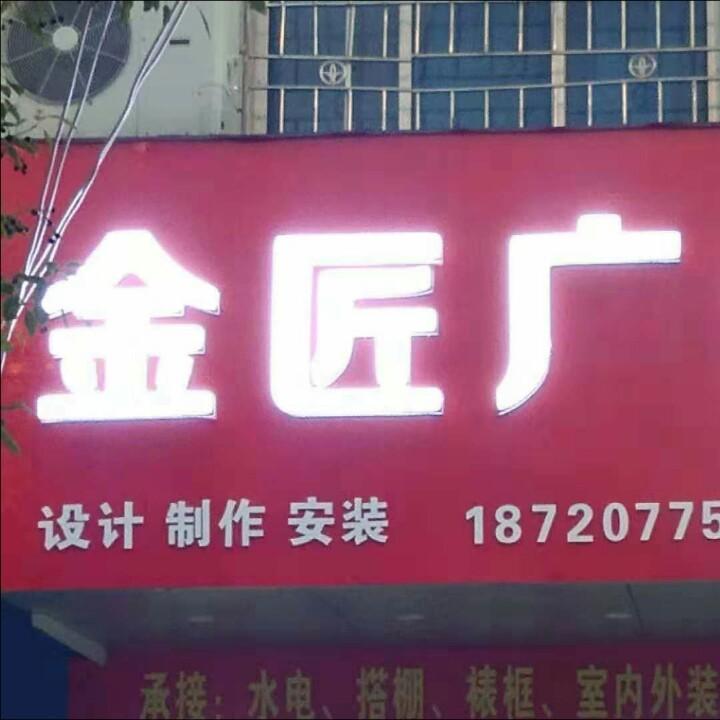 金匠广
设计 制作 安装 18720775
承接：水电、搭棚、裱框、室内外装